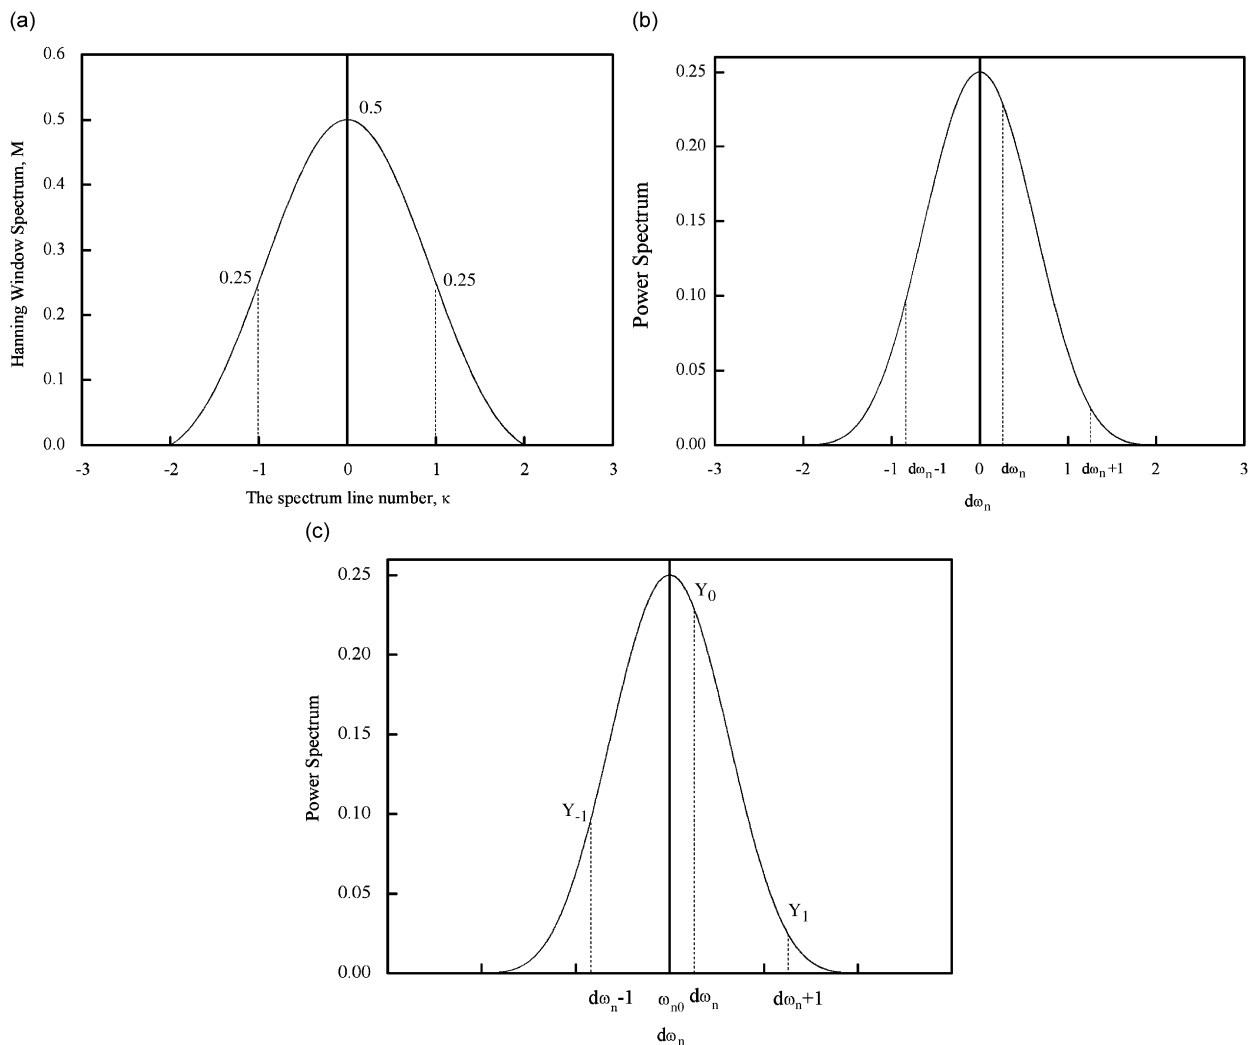 (a)
0.6
0.5
0.4
0.3
0.2
0.1
0.0
Hanning Window Spectrum, M
0.5
0.25
0.25
-3 -2 -1 0 1 2 3
The spectrum line number, κ
(b)
0.25
0.20
0.15
0.10
0.05
0.00
Power Spectrum
-3 -2 -1 dωn-1 0 dωn 1 dωn+1 2 3
dωn
(c)
0.25
0.20
0.15
0.10
0.05
0.00
Power Spectrum
Y0
Y-1
Y1
dωn-1 ωn0 dωn dωn+1
dωn